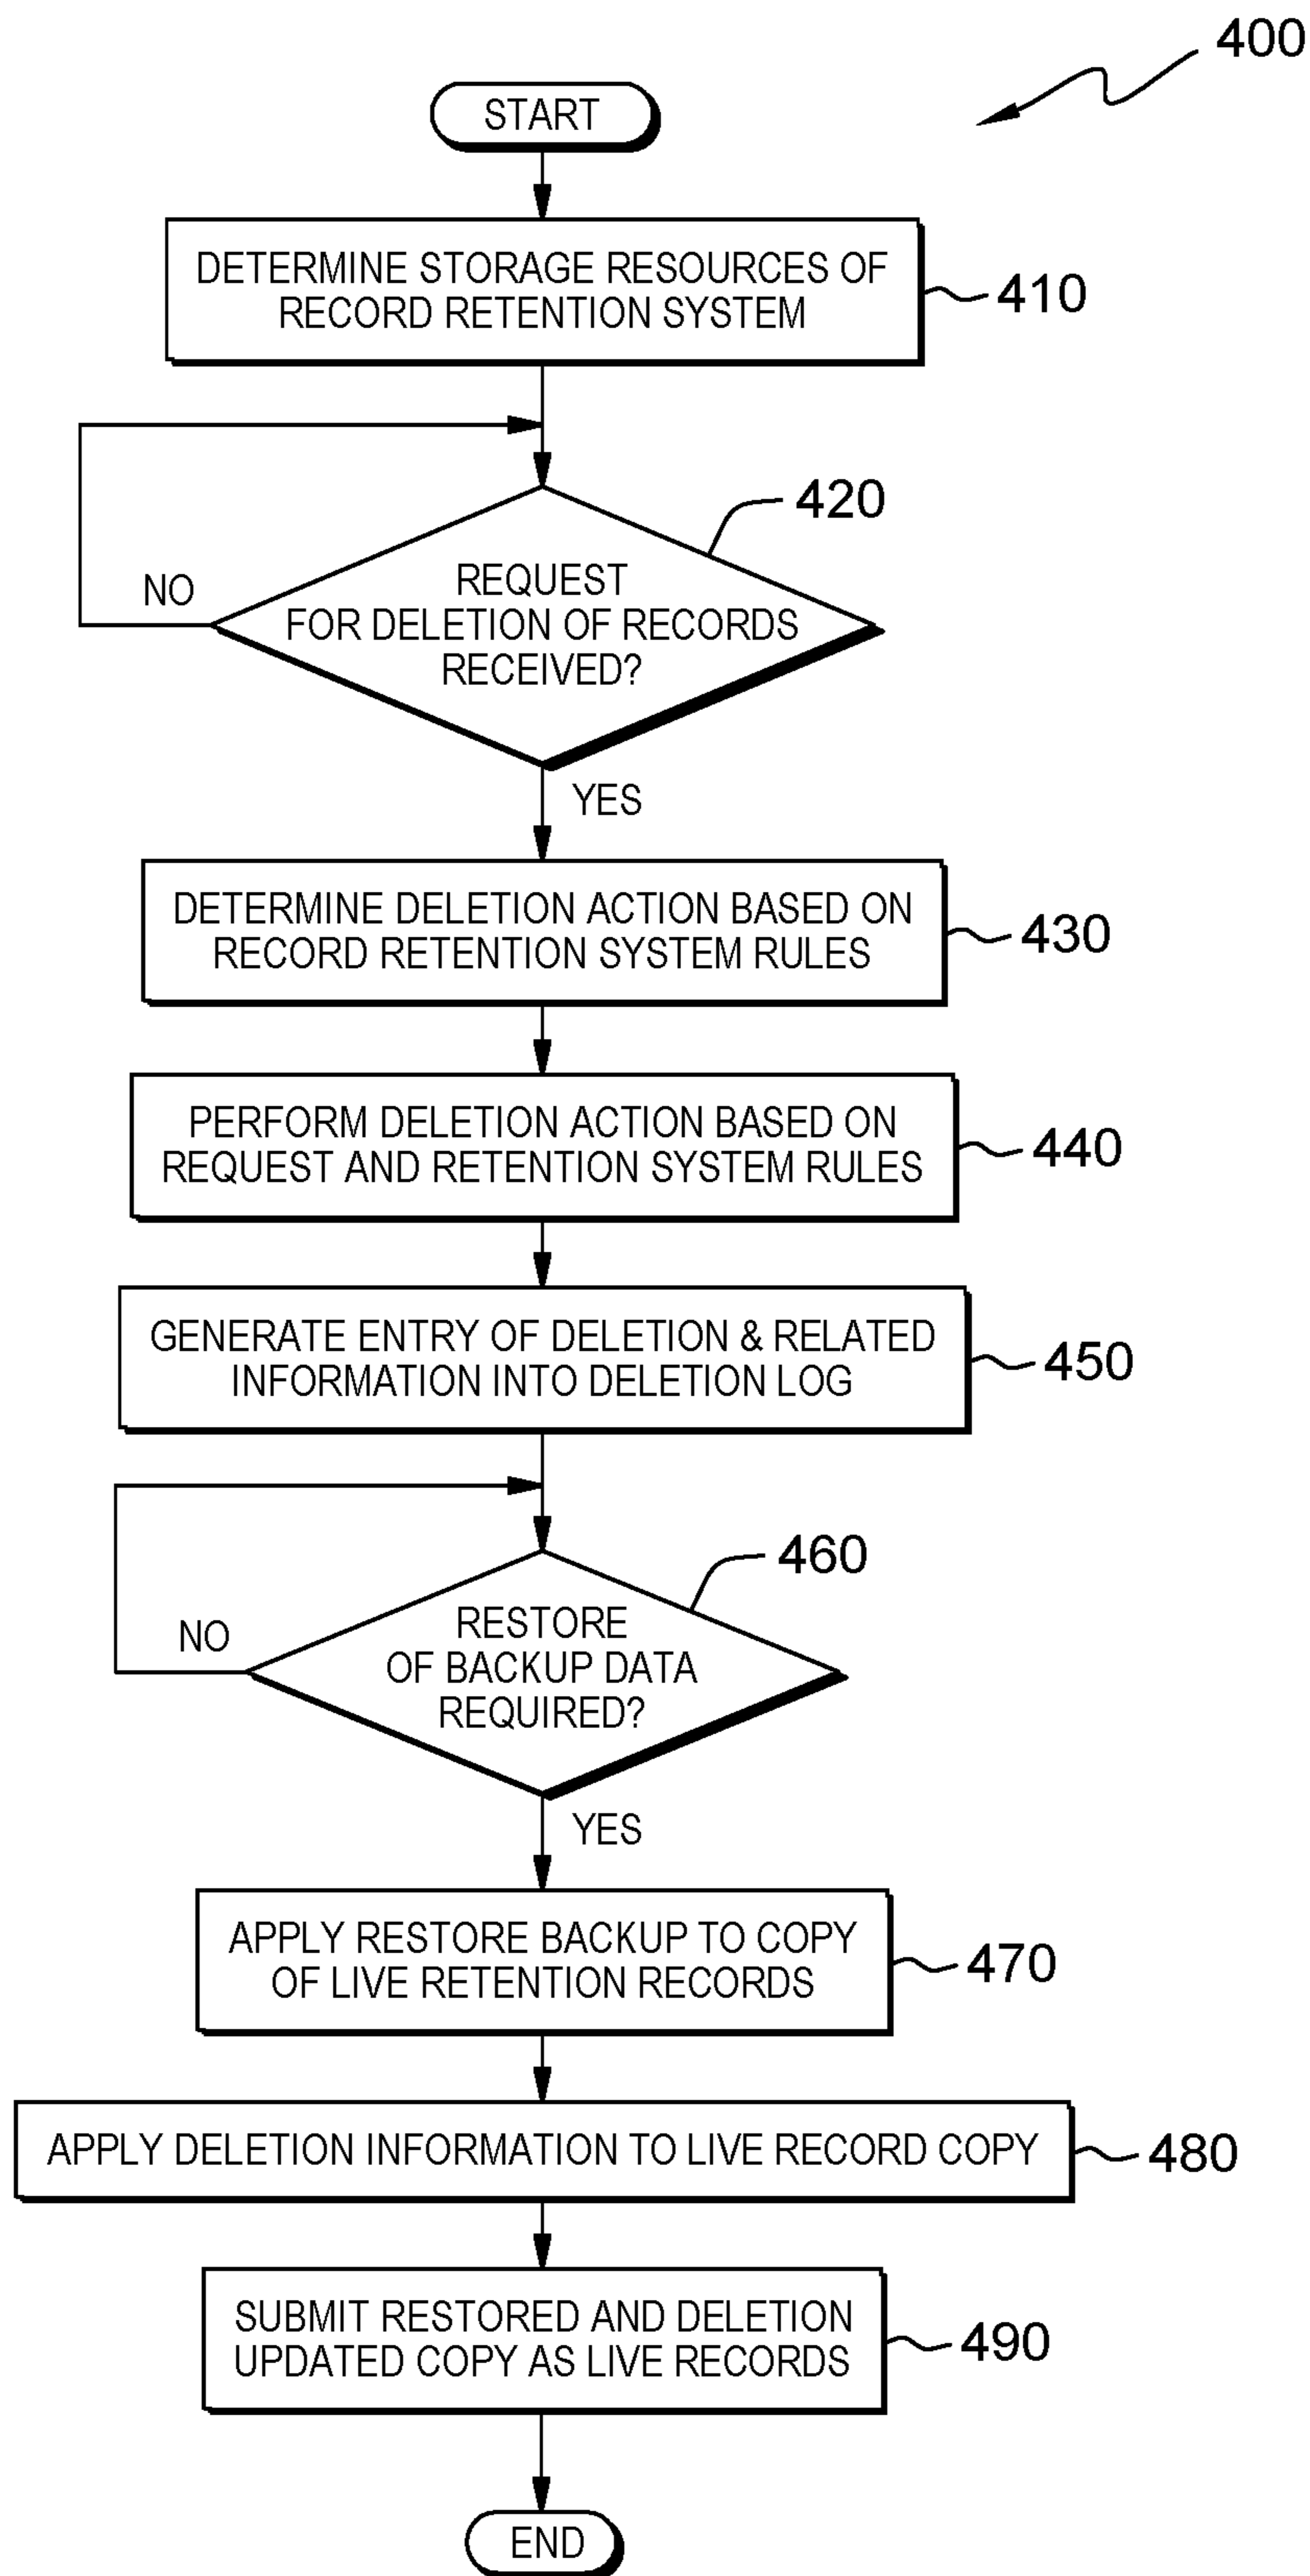 400
START
DETERMINE STORAGE RESOURCES OF
RECORD RETENTION SYSTEM
410
420
REQUEST
FOR DELETION OF RECORDS
RECEIVED?
NO
YES
DETERMINE DELETION ACTION BASED ON
RECORD RETENTION SYSTEM RULES
430
PERFORM DELETION ACTION BASED ON
REQUEST AND RETENTION SYSTEM RULES
440
GENERATE ENTRY OF DELETION & RELATED
INFORMATION INTO DELETION LOG
450
460
RESTORE
OF BACKUP DATA
REQUIRED?
NO
YES
APPLY RESTORE BACKUP TO COPY
OF LIVE RETENTION RECORDS
470
APPLY DELETION INFORMATION TO LIVE RECORD COPY
480
SUBMIT RESTORED AND DELETION
UPDATED COPY AS LIVE RECORDS
490
END